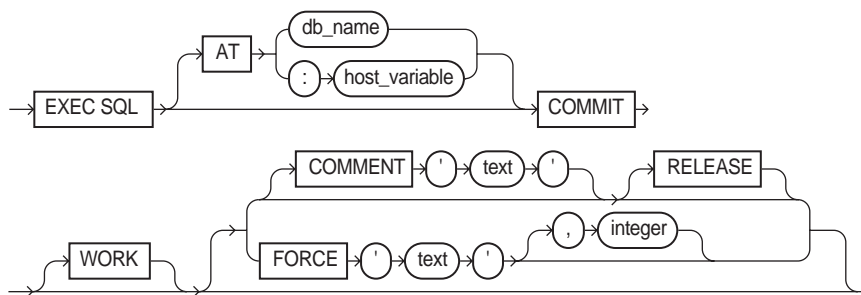 db_name
AT
: host_variable
EXEC SQL COMMIT
COMMENT ' text ' RELEASE
, integer
WORK FORCE ' text '